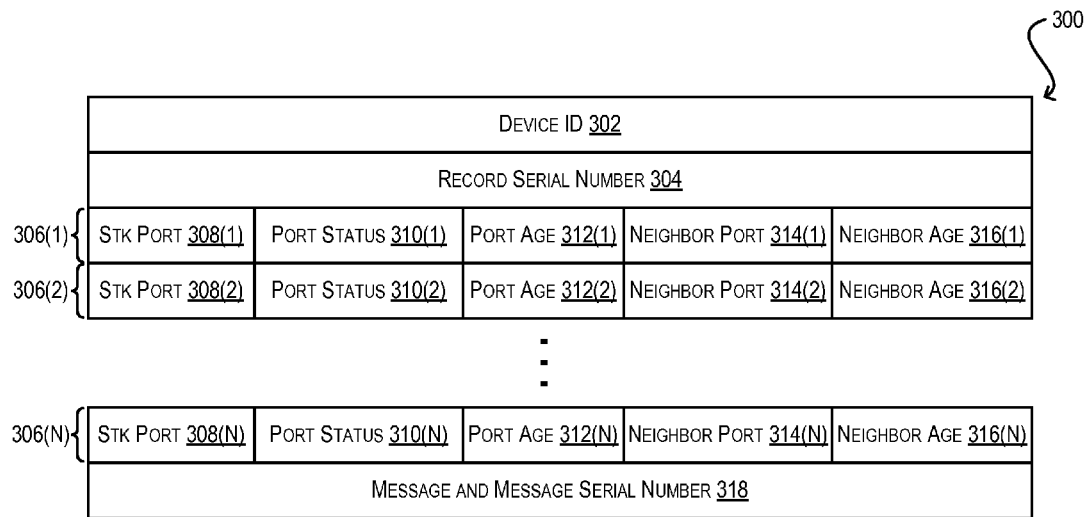 300
DEVICE ID 302
RECORD SERIAL NUMBER 304
306(1) STK PORT 308(1) PORT STATUS 310(1) PORT AGE 312(1) NEIGHBOR PORT 314(1) NEIGHBOR AGE 316(1)
306(2) STK PORT 308(2) PORT STATUS 310(2) PORT AGE 312(2) NEIGHBOR PORT 314(2) NEIGHBOR AGE 316(2)
306(N) STK PORT 308(N) PORT STATUS 310(N) PORT AGE 312(N) NEIGHBOR PORT 314(N) NEIGHBOR AGE 316(N)
MESSAGE AND MESSAGE SERIAL NUMBER 318